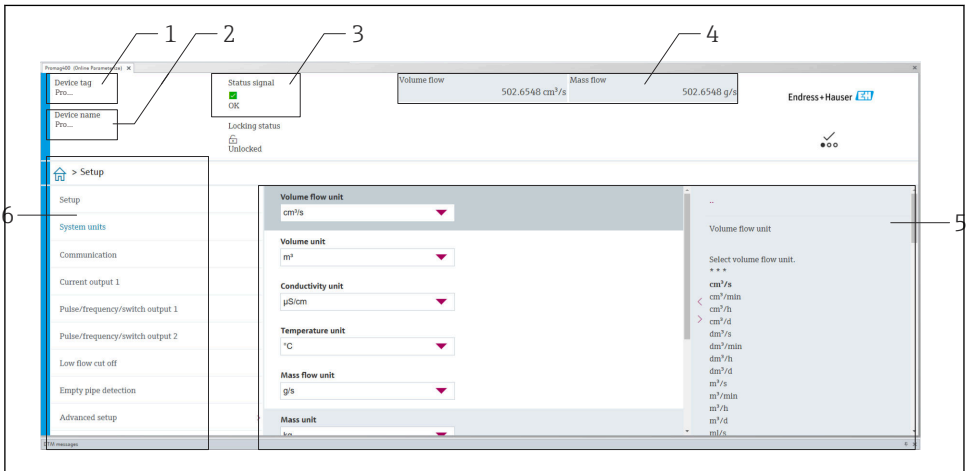 1
2
3
4
Promag400 (Online Parameterize) X
Device tag
Pro...
Status signal
OK
Volume flow
502.6548 cm³/s
Mass flow
502.6548 g/s
Endress+Hauser EH
Device name
Pro...
Locking status
Unlocked
> Setup
6
5
Setup
System units
Communication
Current output 1
Pulse/frequency/switch output 1
Pulse/frequency/switch output 2
Low flow cut off
Empty pipe detection
Advanced setup
Volume flow unit
cm³/s
Volume unit
m³
Conductivity unit
µS/cm
Temperature unit
°C
Mass flow unit
g/s
Mass unit
kg
..
Volume flow unit
Select volume flow unit.
* * *
cm³/s
cm³/min
cm³/h
cm³/d
dm³/s
dm³/min
dm³/h
dm³/d
m³/s
m³/min
m³/h
m³/d
ml/s
DTM messages